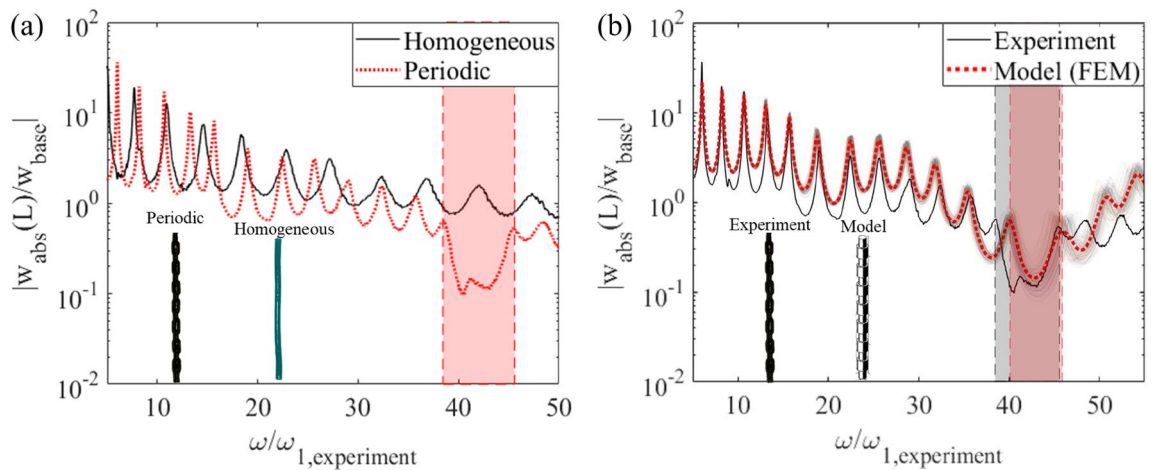 (a)
10^2
10^1
10^0
10^-1
10^-2
|w_abs(L)/w_base|
Homogeneous
Periodic
Periodic
Homogeneous
10 20 30 40 50
ω/ω_1,experiment
(b)
10^2
10^1
10^0
10^-1
10^-2
|w_abs(L)/w_base|
Experiment
Model (FEM)
Experiment
Model
10 20 30 40 50
ω/ω_1,experiment